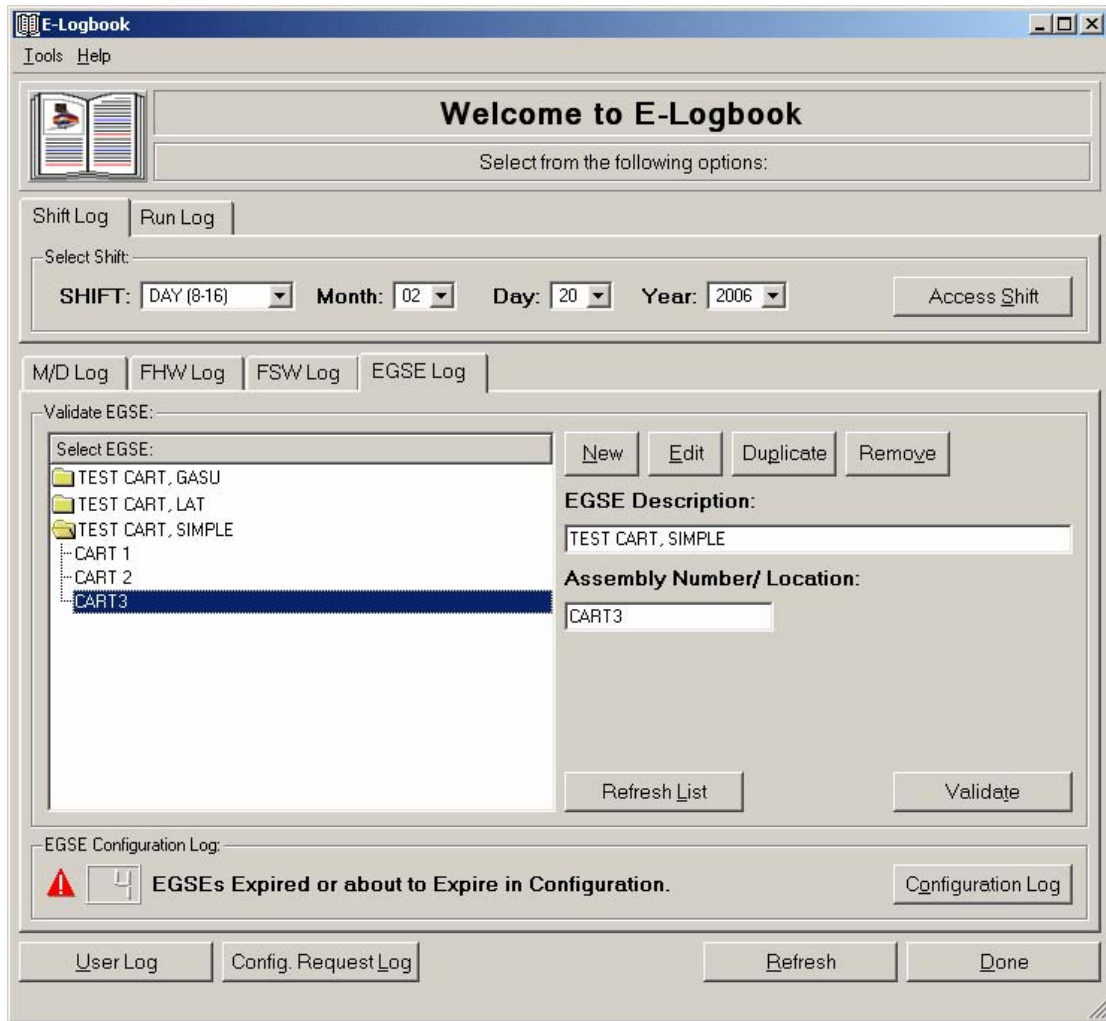 E-Logbook
Tools Help
Welcome to E-Logbook
Select from the following options:
Shift Log Run Log
Select Shift:
SHIFT: DAY (8-16) Month: 02 Day: 20 Year: 2006 Access Shift
M/D Log FHW Log FSW Log EGSE Log
Validate EGSE:
Select EGSE:
TEST CART, GASU
TEST CART, LAT
TEST CART, SIMPLE
CART 1
CART 2
CART3
New Edit Duplicate Remove
EGSE Description:
TEST CART, SIMPLE
Assembly Number/ Location:
CART3
Refresh List Validate
EGSE Configuration Log:
4 EGSEs Expired or about to Expire in Configuration. Configuration Log
User Log Config. Request Log Refresh Done